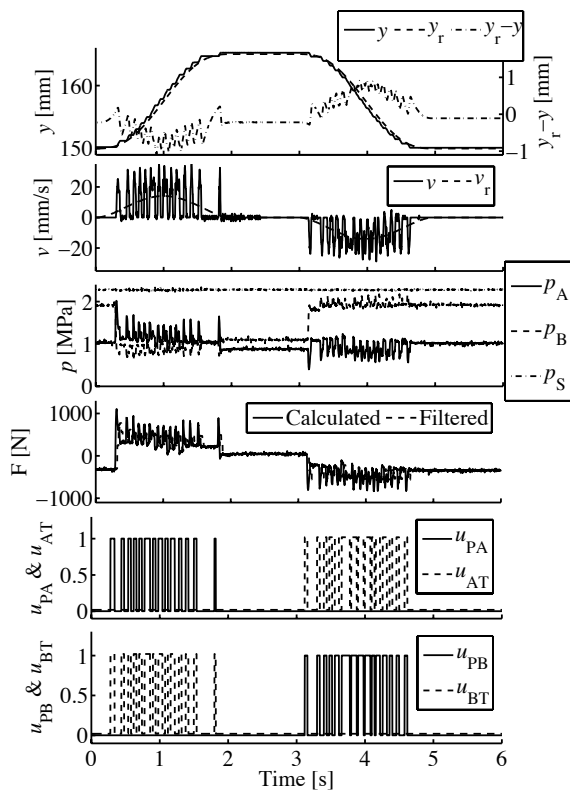 y y_r y_r−y
160
150
y [mm]
1
0
−1
y_r−y [mm]
20
0
−20
v [mm/s]
v v_r
2
1
0
p [MPa]
p_A
p_B
p_S
1000
0
−1000
F [N]
Calculated Filtered
1
0.5
0
u_PA & u_AT
u_PA
u_AT
1
0.5
0
u_PB & u_BT
u_PB
u_BT
0 1 2 3 4 5 6
Time [s]